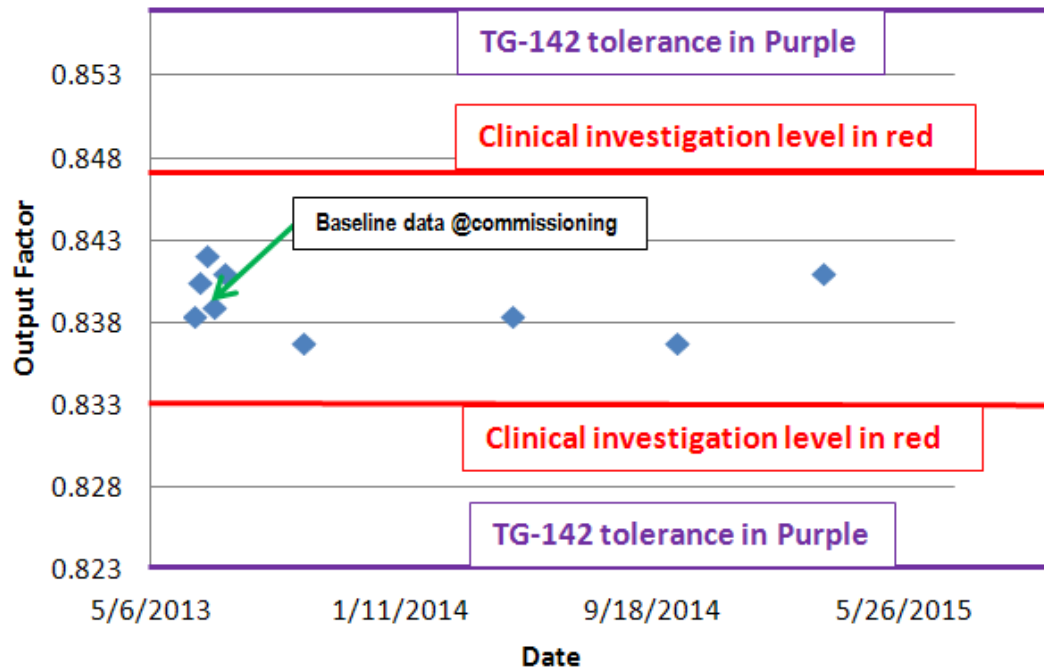 TG-142 tolerance in Purple
0.853
Clinical investigation level in red
0.848
Baseline data @commissioning
0.843
Output Factor
0.838
0.833
Clinical investigation level in red
0.828
TG-142 tolerance in Purple
0.823
5/6/2013 1/11/2014 9/18/2014 5/26/2015
Date